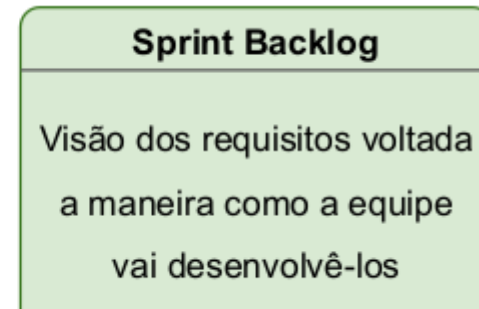 Sprint Backlog
Visão dos requisitos voltada
a maneira como a equipe
vai desenvolvê-los